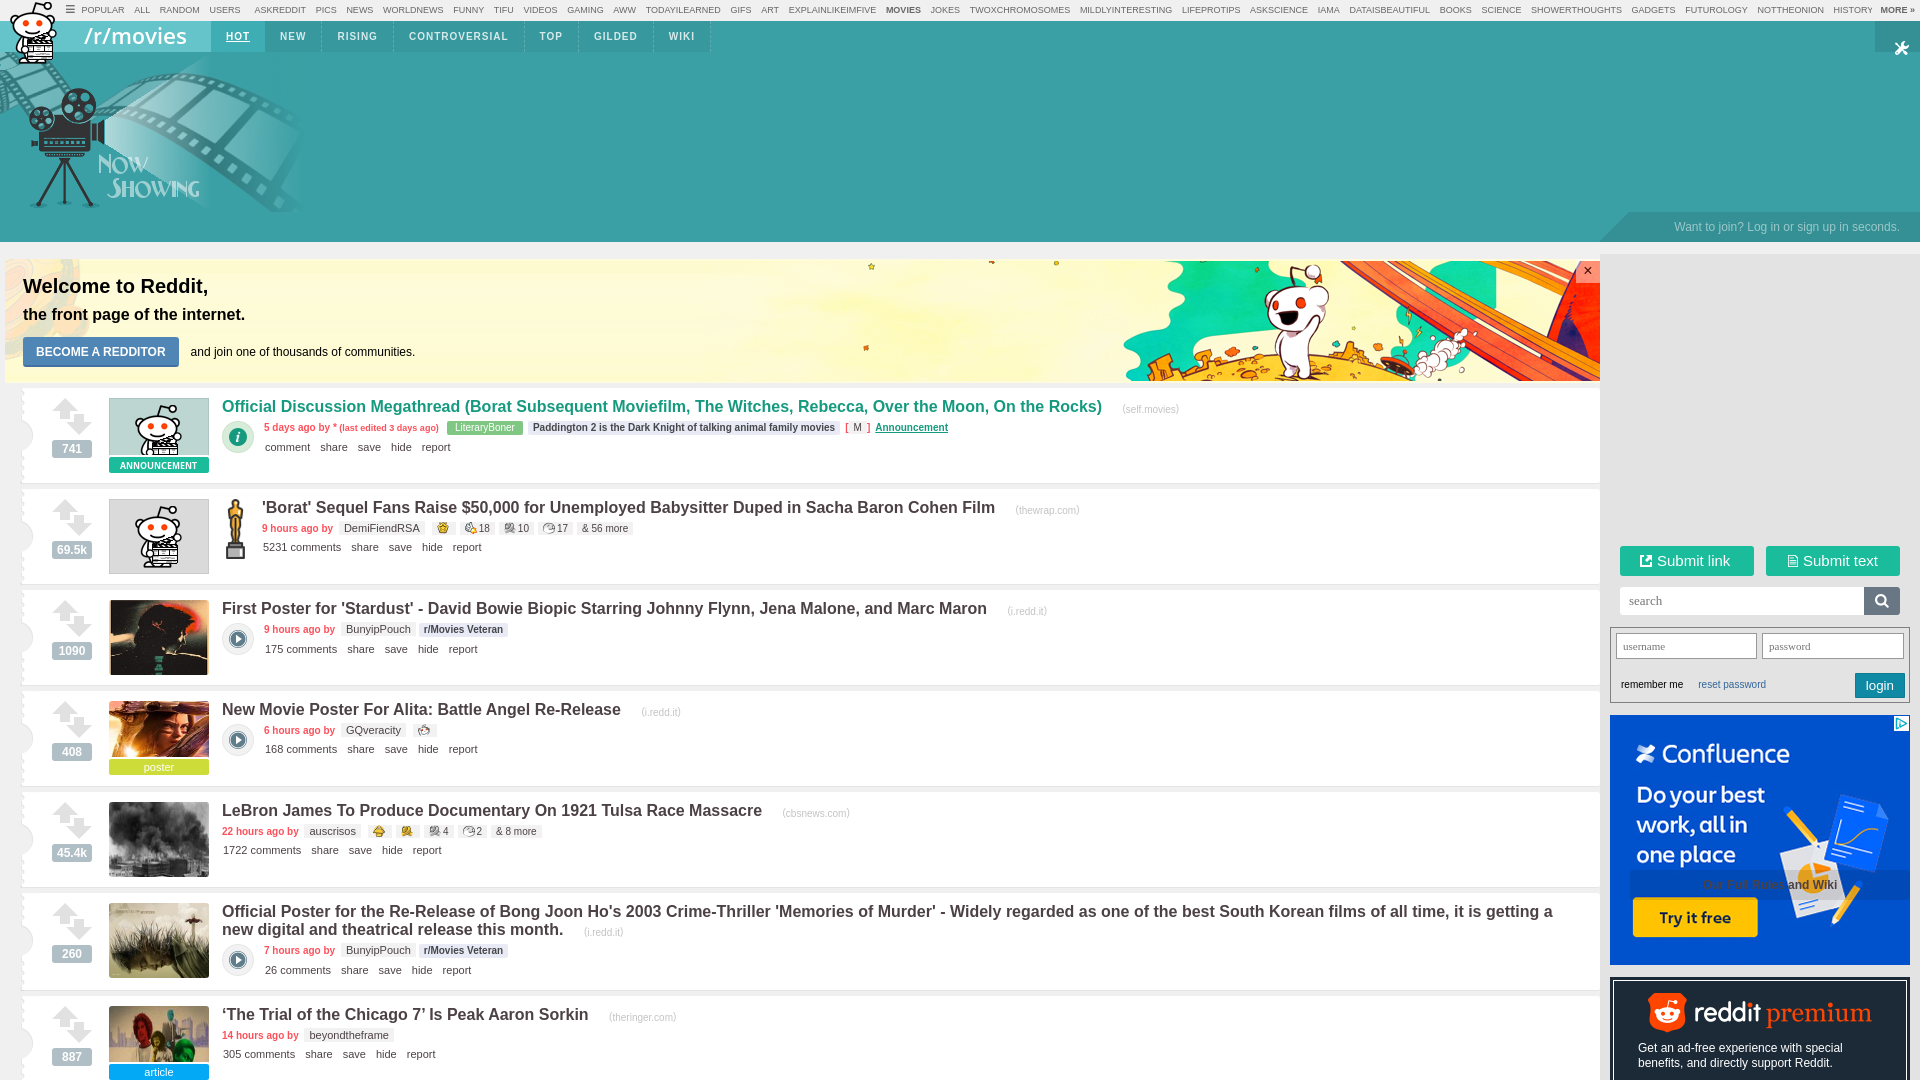 POPULAR ALL RANDOM USERS ASKREDDIT PICS NEWS WORLDNEWS FUNNY TIFU VIDEOS GAMING AWW TODAYILEARNED GIFS ART EXPLAINLIKEIMFIVE MOVIES JOKES TWOXCHROMOSOMES MILDLYINTERESTING LIFEPROTIPS ASKSCIENCE IAMA DATAISBEAUTIFUL BOOKS SCIENCE SHOWERTHOUGHTS GADGETS FUTUROLOGY NOTTHEONION HISTORY MORE »
/r/movies HOT NEW RISING CONTROVERSIAL TOP GILDED WIKI
NOW
SHOWING
Want to join? Log in or sign up in seconds.
Welcome to Reddit,
the front page of the internet.
BECOME A REDDITOR and join one of thousands of communities.
×
741
ANNOUNCEMENT
Official Discussion Megathread (Borat Subsequent Moviefilm, The Witches, Rebecca, Over the Moon, On the Rocks) (self.movies)
5 days ago by * (last edited 3 days ago) LiteraryBoner Paddington 2 is the Dark Knight of talking animal family movies [ M ] Announcement
comment share save hide report
69.5k
'Borat' Sequel Fans Raise $50,000 for Unemployed Babysitter Duped in Sacha Baron Cohen Film (thewrap.com)
9 hours ago by DemiFiendRSA 18 10 17 & 56 more
5231 comments share save hide report
1090
First Poster for 'Stardust' - David Bowie Biopic Starring Johnny Flynn, Jena Malone, and Marc Maron (i.redd.it)
9 hours ago by BunyipPouch r/Movies Veteran
175 comments share save hide report
408
poster
New Movie Poster For Alita: Battle Angel Re-Release (i.redd.it)
6 hours ago by GQveracity
168 comments share save hide report
45.4k
LeBron James To Produce Documentary On 1921 Tulsa Race Massacre (cbsnews.com)
22 hours ago by auscrisos 4 2 & 8 more
1722 comments share save hide report
260
Official Poster for the Re-Release of Bong Joon Ho's 2003 Crime-Thriller 'Memories of Murder' - Widely regarded as one of the best South Korean films of all time, it is getting a
new digital and theatrical release this month. (i.redd.it)
7 hours ago by BunyipPouch r/Movies Veteran
26 comments share save hide report
887
article
‘The Trial of the Chicago 7’ Is Peak Aaron Sorkin (theringer.com)
14 hours ago by beyondtheframe
305 comments share save hide report
Submit link Submit text
search
username password
remember me reset password login
Confluence
Do your best
work, all in
one place
Our Full Rules and Wiki
Try it free
reddit premium
Get an ad-free experience with special
benefits, and directly support Reddit.